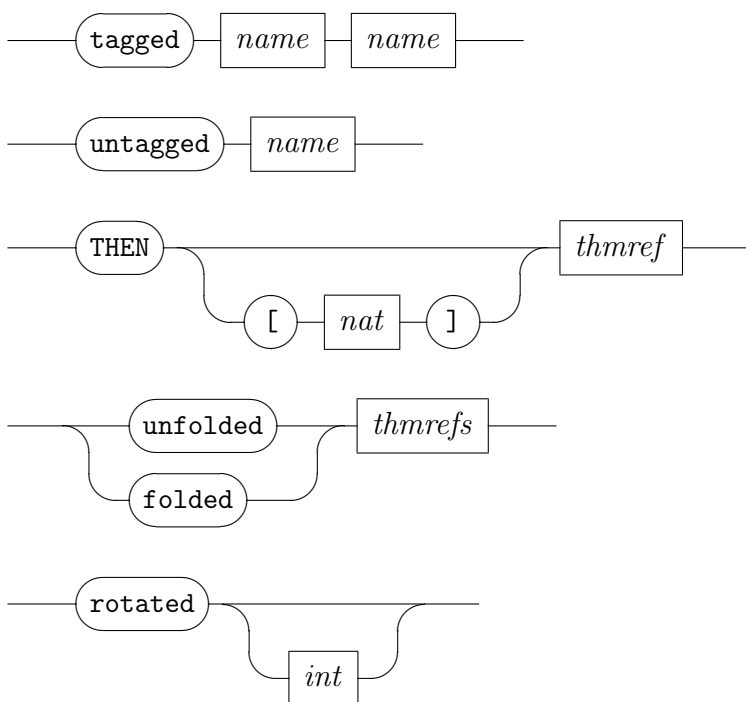 tagged name name
untagged name
THEN thmref
[ nat ]
unfolded thmrefs
folded
rotated
int